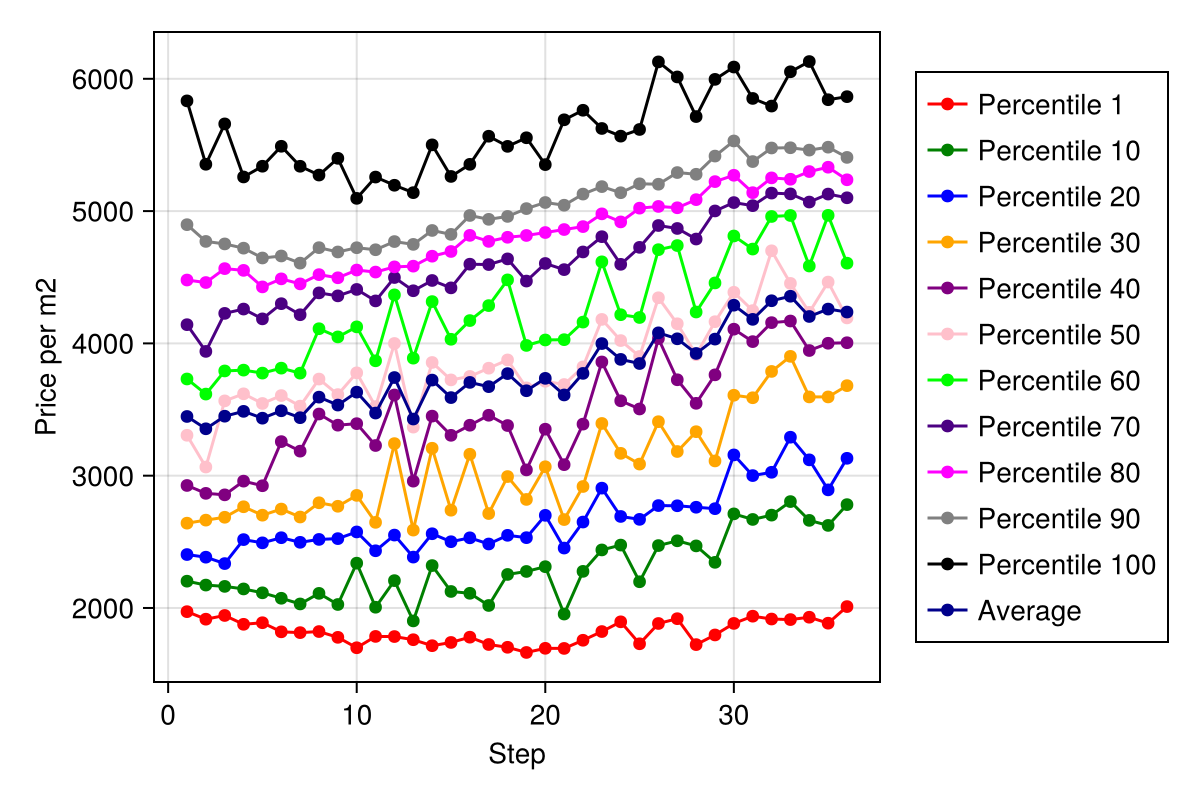 6000
5000
4000
3000
2000
Price per m2
0 10 20 30
Step
Percentile 1
Percentile 10
Percentile 20
Percentile 30
Percentile 40
Percentile 50
Percentile 60
Percentile 70
Percentile 80
Percentile 90
Percentile 100
Average